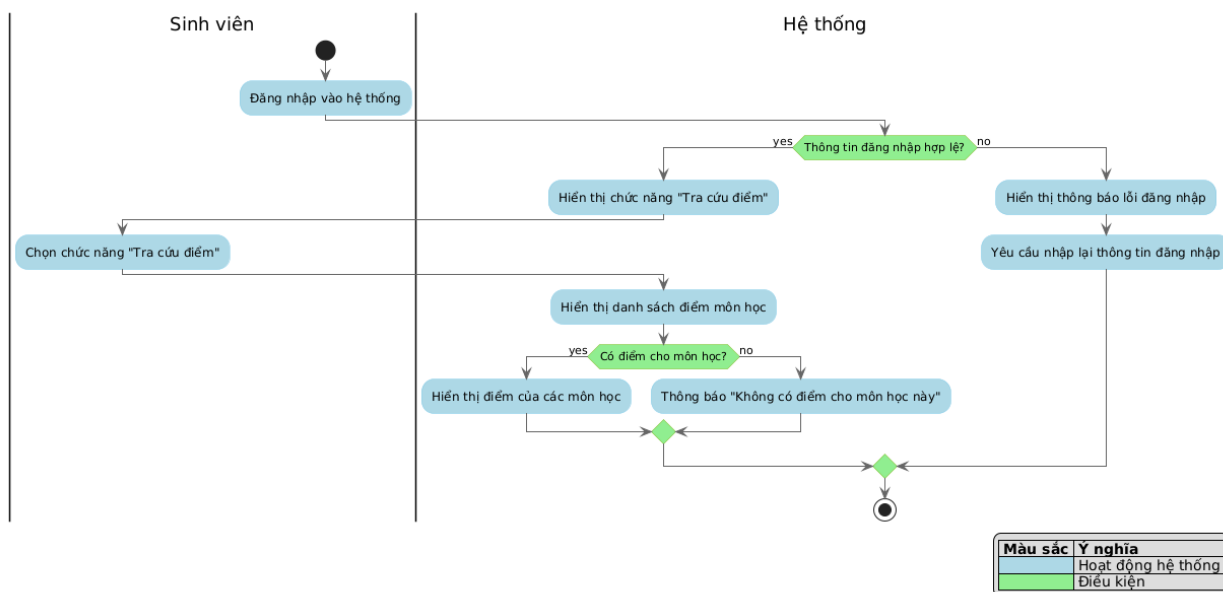 Sinh viên
Hệ thống
Đăng nhập vào hệ thống
yes
Thông tin đăng nhập hợp lệ?
no
Hiển thị chức năng "Tra cứu điểm"
Hiển thị thông báo lỗi đăng nhập
Chọn chức năng "Tra cứu điểm"
Yêu cầu nhập lại thông tin đăng nhập
Hiển thị danh sách điểm môn học
yes
Có điểm cho môn học?
no
Hiển thị điểm của các môn học
Thông báo "Không có điểm cho môn học này"
Màu sắc Ý nghĩa
Hoạt động hệ thống
Điều kiện